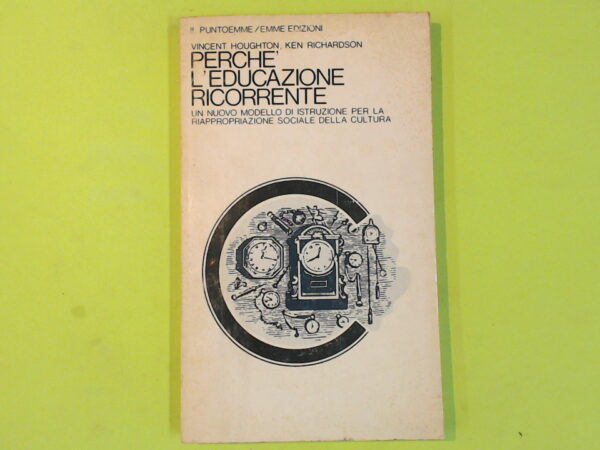 IL PUNTOEMME/EMME EDIZIONI
VINCENT HOUGHTON, KEN RICHARDSON
PERCHE'
L'EDUCAZIONE
RICORRENTE
UN NUOVO MODELLO DI ISTRUZIONE PER LA
RIAPPROPRIAZIONE SOCIALE DELLA CULTURA